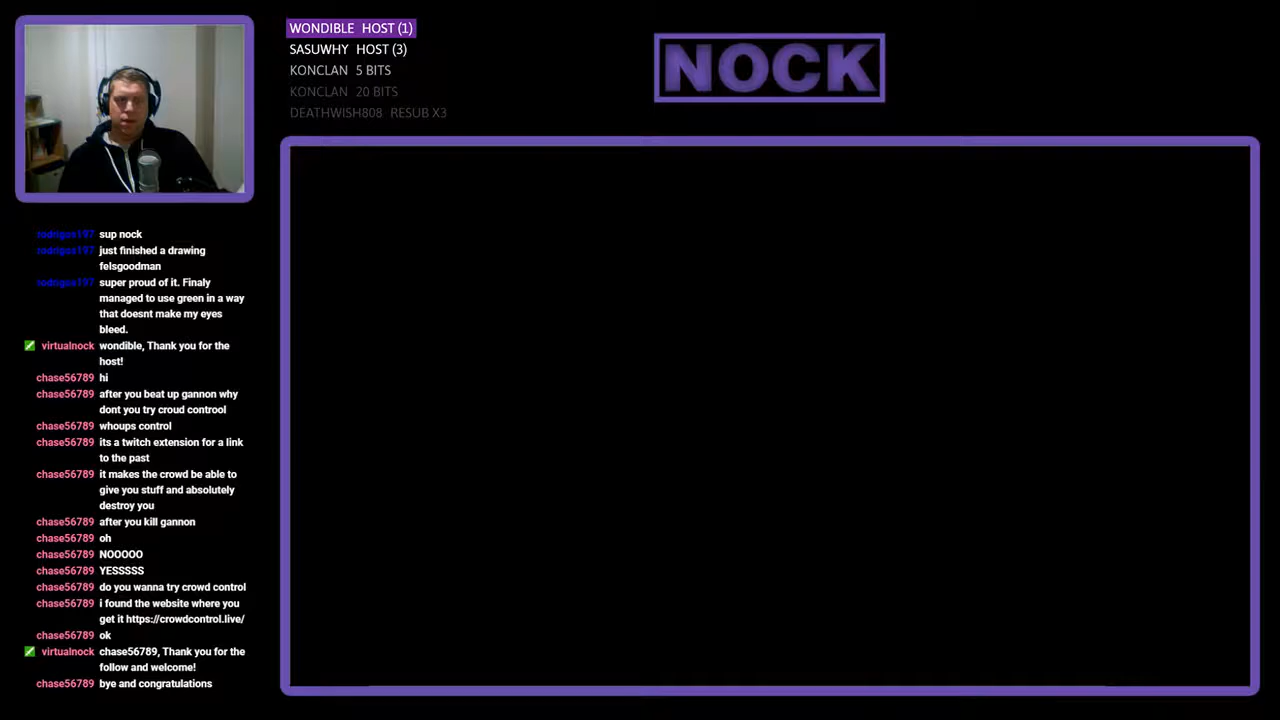 WONDIBLE HOST (1)
SASUWHY HOST (3)
KONCLAN 5 BITS
KONCLAN 20 BITS
DEATHWISH808 RESUB X3
NOCK
rodrigos197 sup nock
rodrigos197 just finished a drawing
felsgoodman
rodrigos197 super proud of it. Finaly
managed to use green in a way
that doesnt make my eyes
bleed.
virtualnock wondible, Thank you for the
host!
chase56789 hi
chase56789 after you beat up gannon why
dont you try croud controol
chase56789 whoups control
chase56789 its a twitch extension for a link
to the past
chase56789 it makes the crowd be able to
give you stuff and absolutely
destroy you
chase56789 after you kill gannon
chase56789 oh
chase56789 NOOOOO
chase56789 YESSSSS
chase56789 do you wanna try crowd control
chase56789 i found the website where you
get it https://crowdcontrol.live/
chase56789 ok
virtualnock chase56789, Thank you for the
follow and welcome!
chase56789 bye and congratulations